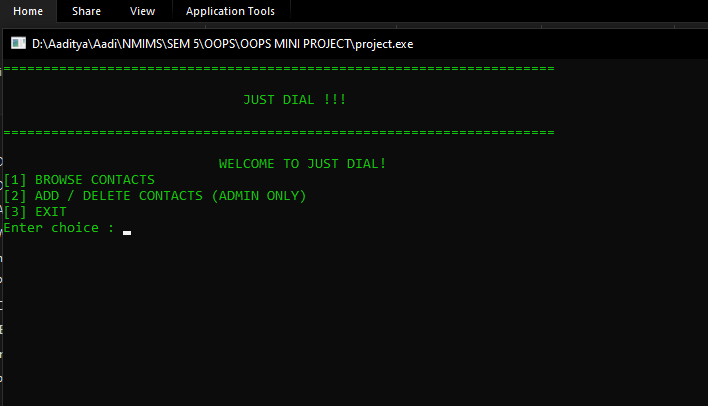 Home Share View Application Tools
D:\Aaditya\Aadi\NMIMS\SEM 5\OOPS\OOPS MINI PROJECT\project.exe
=====================================================================
JUST DIAL !!!
=====================================================================
WELCOME TO JUST DIAL!
[1] BROWSE CONTACTS
[2] ADD / DELETE CONTACTS (ADMIN ONLY)
[3] EXIT
Enter choice :